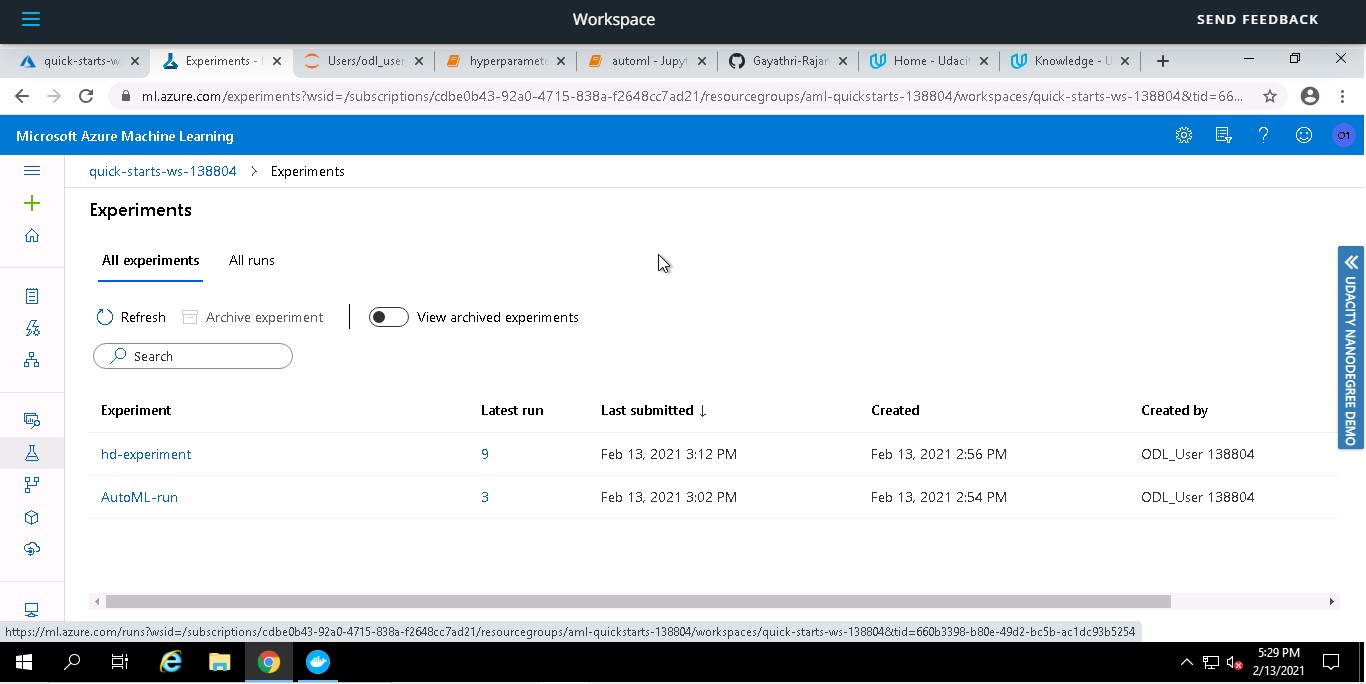 Workspace
SEND FEEDBACK
quick-starts-w
Experiments -
Users/odl_user
hyperparamete
automl - Jupyt
Gayathri-Rajan
Home - Udacit
Knowledge - U
ml.azure.com/experiments?wsid=/subscriptions/cdbe0b43-92a0-4715-838a-f2648cc7ad21/resourcegroups/aml-quickstarts-138804/workspaces/quick-starts-ws-138804&tid=66...
Microsoft Azure Machine Learning
O1
quick-starts-ws-138804 > Experiments
Experiments
All experiments
All runs
Refresh
Archive experiment
View archived experiments
Search
Experiment
Latest run
Last submitted ↓
Created
Created by
hd-experiment
9
Feb 13, 2021 3:12 PM
Feb 13, 2021 2:56 PM
ODL_User 138804
AutoML-run
3
Feb 13, 2021 3:02 PM
Feb 13, 2021 2:54 PM
ODL_User 138804
UDACITY NANODEGREE DEMO
https://ml.azure.com/runs?wsid=/subscriptions/cdbe0b43-92a0-4715-838a-f2648cc7ad21/resourcegroups/aml-quickstarts-138804/workspaces/quick-starts-ws-138804&tid=660b3398-b80e-49d2-bc5b-ac1dc93b5254
5:29 PM
2/13/2021